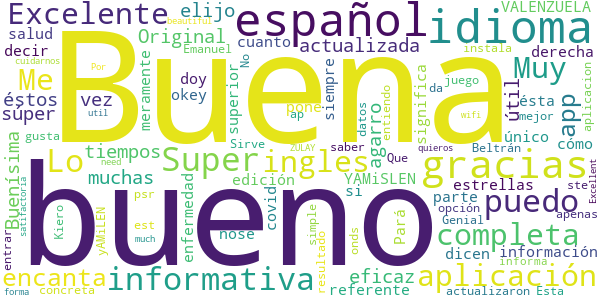 Excelente
elijo
beautiful
español
idioma
VALENZUELA
instala
salud
Original
Emanuel
cuanto
actualizada
derecha
cuidarnos
Por
decir
Me
meramente
doy
No
Buena
Muy
éstos
vez
okey
superior
siempre
pone
significa
da
juego
útil
app
aplicacion
super
util
Sirve
ap
datos
entiendo
ésta
mejor
Buenísima
gusta
Lo
tiempos
Super
ZULAY
saber
ingles
agarro
wifi
único
Beltrán
cómo
Que
quieros
gracias
muchas
edición
YAMiSLEN
estrellas
need
bueno
enfermedad
covid
si
parte
opción
puedo
ste
Excellent
entrar
Kiero
yAMiLEN
psr
est
much
nose
simple
resultado
onds
Pará
dicen
Genial
completa
información
apenas
informa
satisfactoria
encanta
informativa
eficaz
aplicación
forma
concreta
referente
actualizaron
Esta